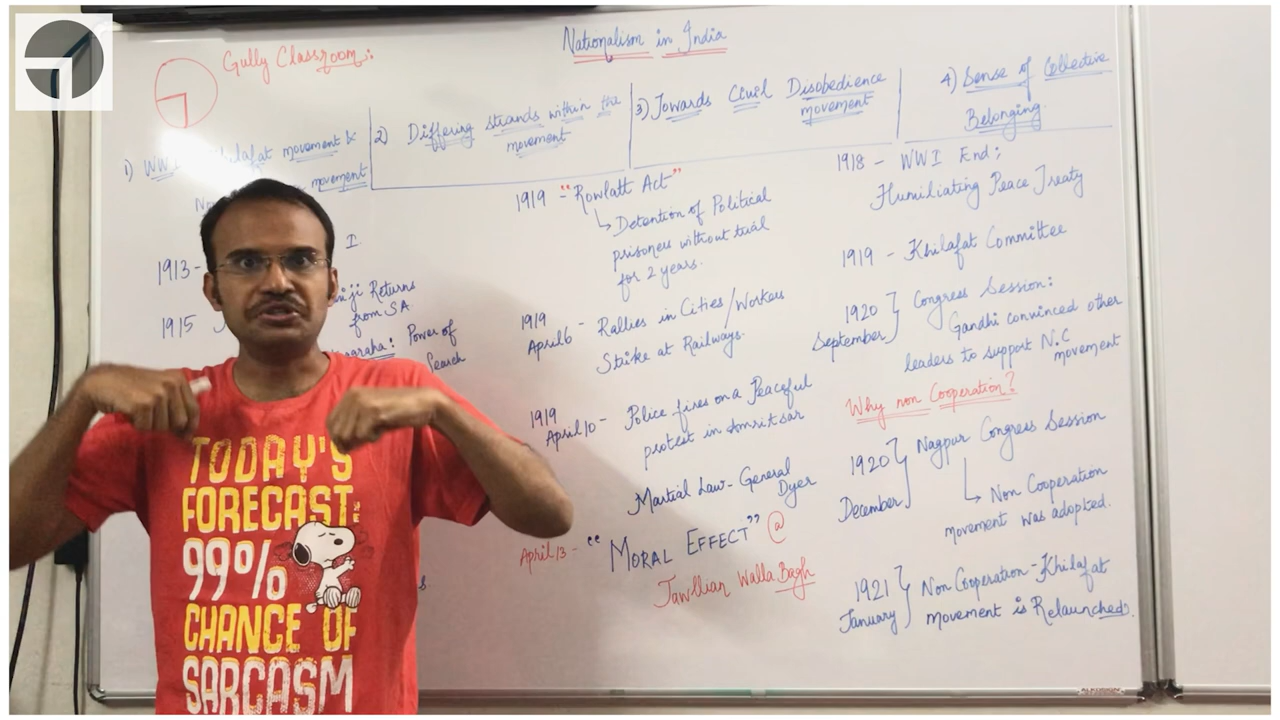 Gully Classroom:
Nationalism in India
1) WWI Khilafat movement &
movement
2) Differing strands within the
movement
3) Towards Ccuil Disobedience
movement
4) Sense of Collective
Belonging
1913-
I
1915
Returns
from SA
Power of
Search
1919 - "Rowlatt Act"
Detention of Political
prisoners without trial
for 2 years.
1919
April 6 - Rallies in Cities/Workers
Strike at Railways.
1919
April 10 - Police fires on a Peaceful
protest in Amritsar
Martial Law - General
Dyer
April 13 - "MORAL EFFECT" @
Jawllian Walla Bagh
1918 - WWI End;
Humiliating Peace Treaty
1919 - Khilafat Committee
1920
September
Congress Session:
Gandhi convinced other
leaders to support N.C
movement
Why non Cooperation?
1920
December
Nagpur Congress Session
Non Cooperation
movement was adopted.
1921
January
Non Cooperation-Khilafat
movement is Relaunched.
TODAY'S
FORECAST:
99%
CHANCE OF
SARCASM